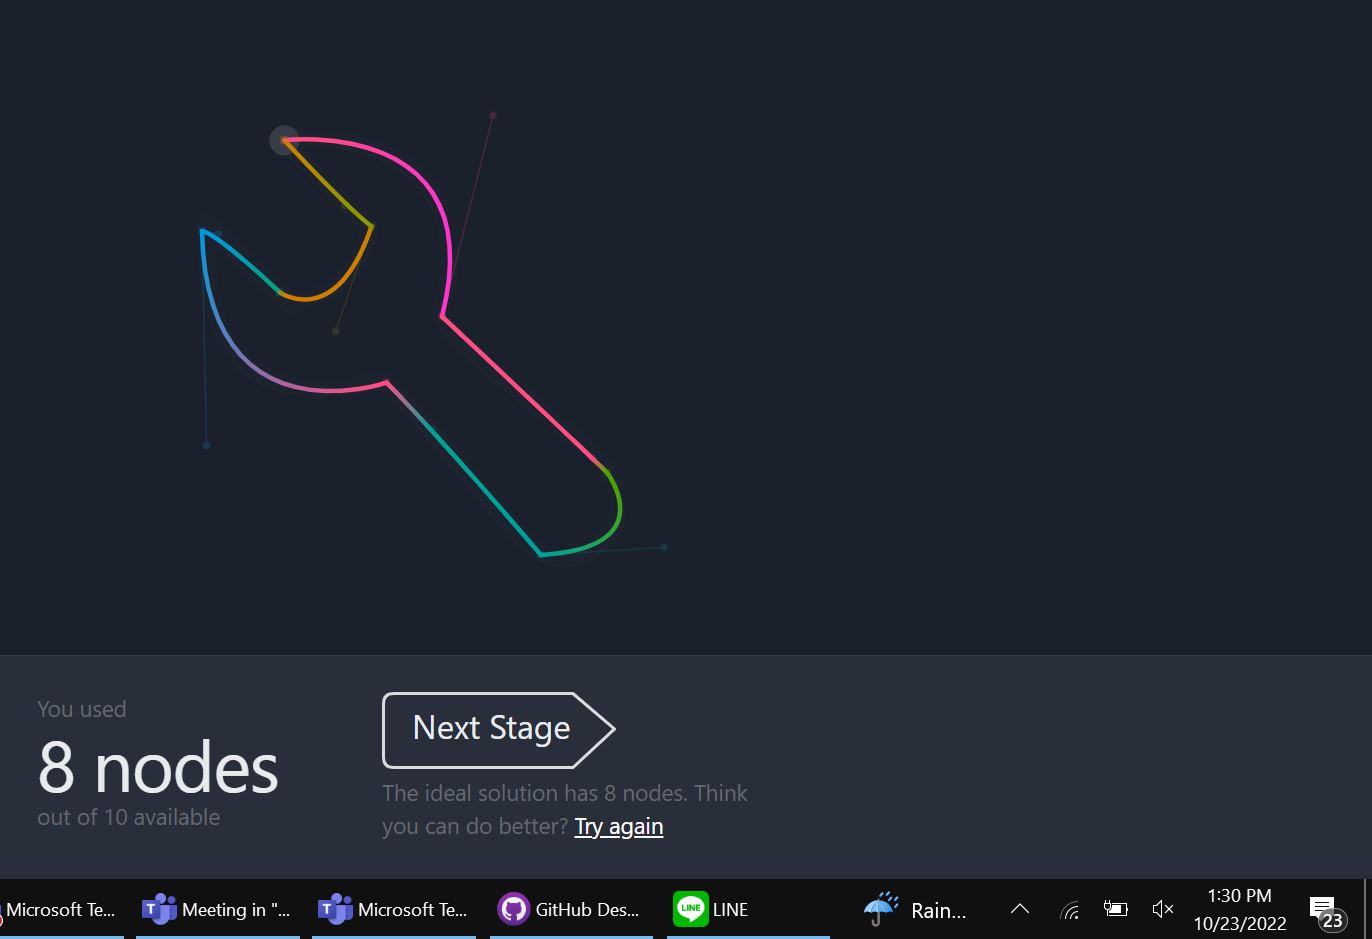 You used
8 nodes
out of 10 available
Next Stage
The ideal solution has 8 nodes. Think
you can do better? Try again
Microsoft Te...
T
Meeting in "...
T
Microsoft Te...
GitHub Des...
LINE
LINE
Rain...
1:30 PM
10/23/2022
23